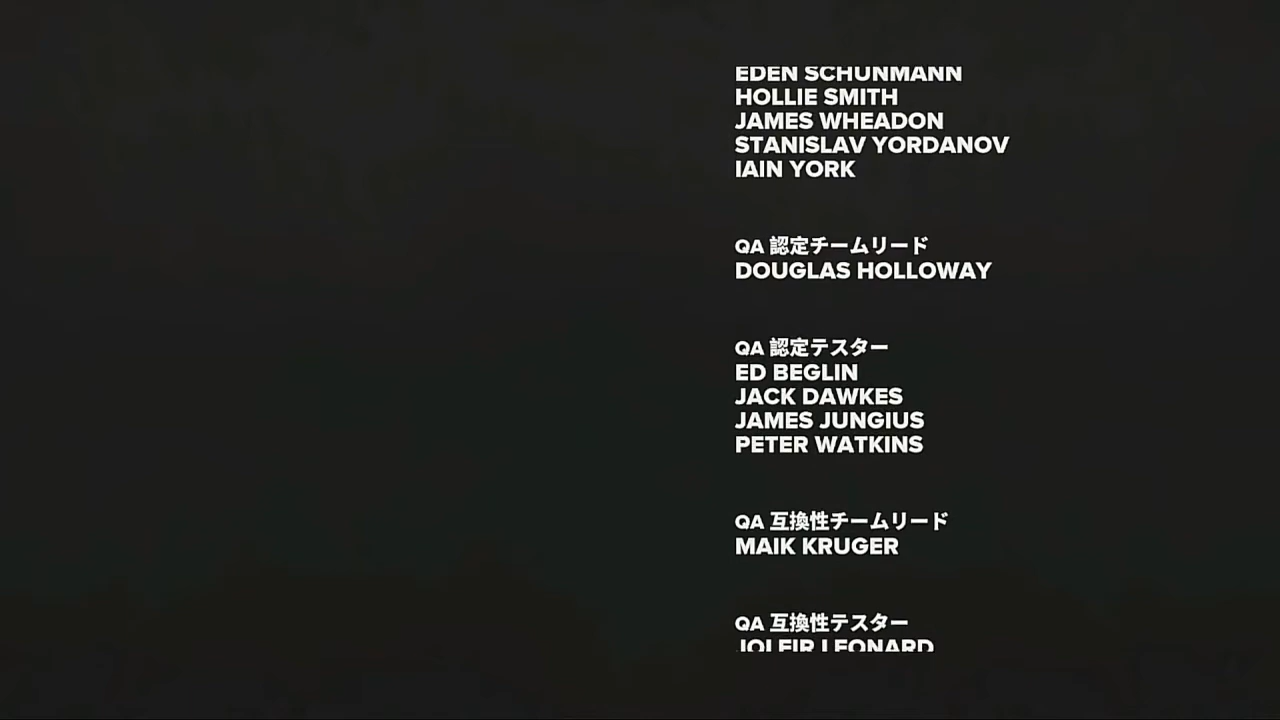 EDEN SCHUNMANN
HOLLIE SMITH
JAMES WHEADON
STANISLAV YORDANOV
IAIN YORK
QA 認定チームリード
DOUGLAS HOLLOWAY
QA 認定テスター
ED BEGLIN
JACK DAWKES
JAMES JUNGIUS
PETER WATKINS
QA 互換性チームリード
MAIK KRUGER
QA 互換性テスター
LEONARD